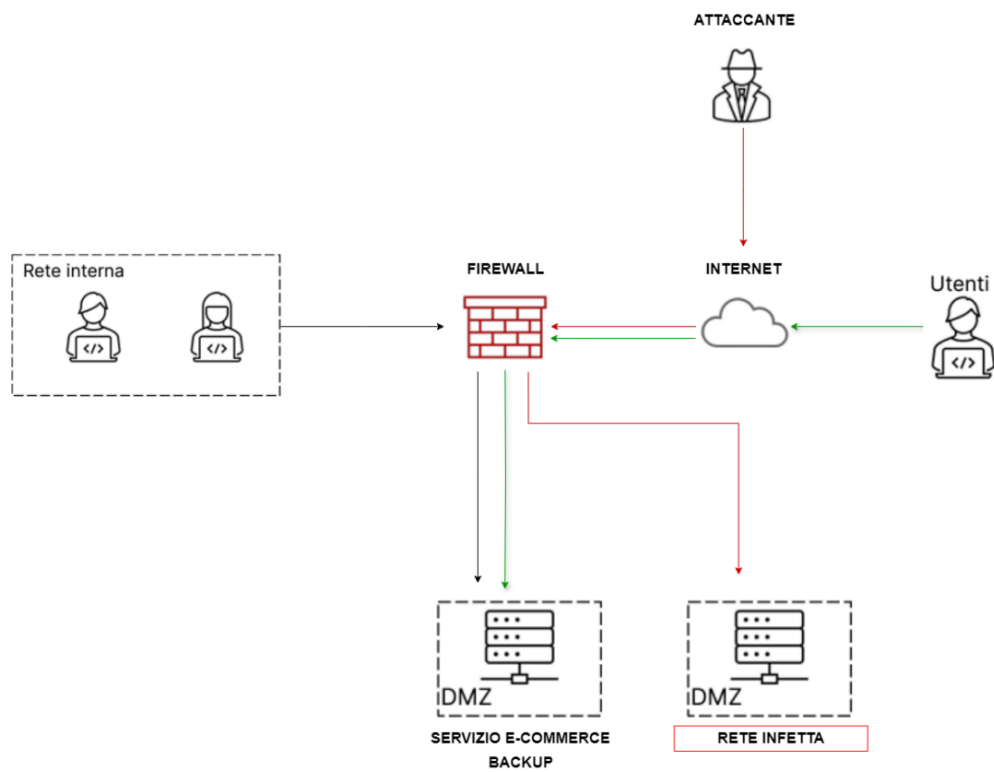 ATTACCANTE
Rete interna
FIREWALL
INTERNET
Utenti
DMZ
DMZ
SERVIZIO E-COMMERCE
BACKUP
RETE INFETTA